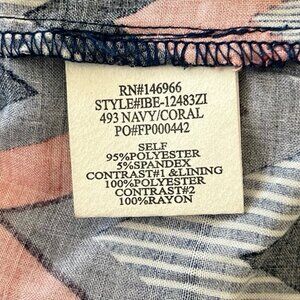 RN#146966
STYLE#IBE-12483ZI
493 NAVY/CORAL
PO#FP000442
SELF
95%POLYESTER
5%SPANDEX
CONTRAST#1 &LINING
100%POLYESTER
CONTRAST#2
100%RAYON